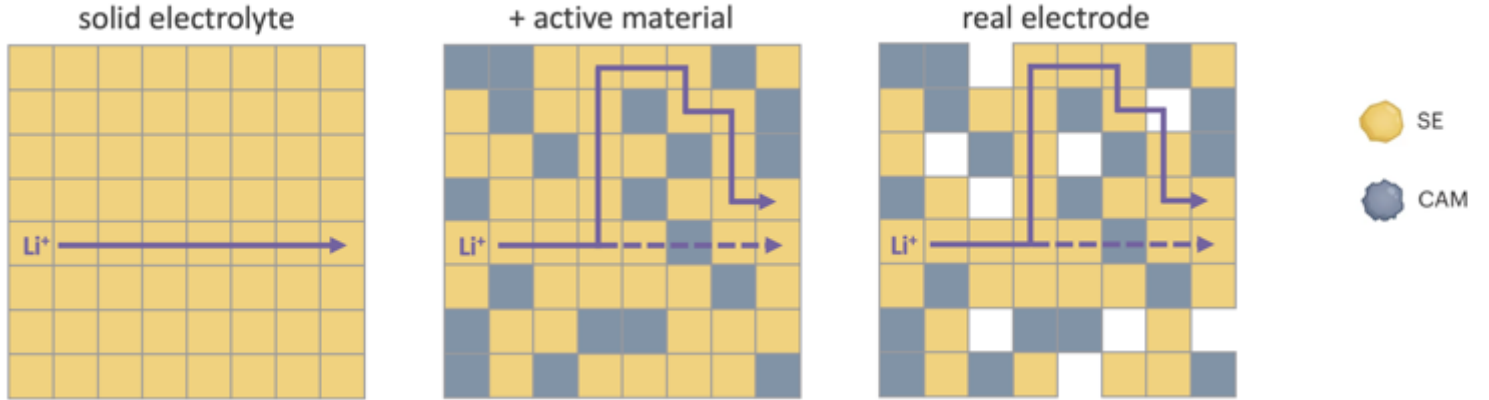 solid electrolyte
+ active material
real electrode
Li⁺
Li⁺
Li⁺
SE
CAM